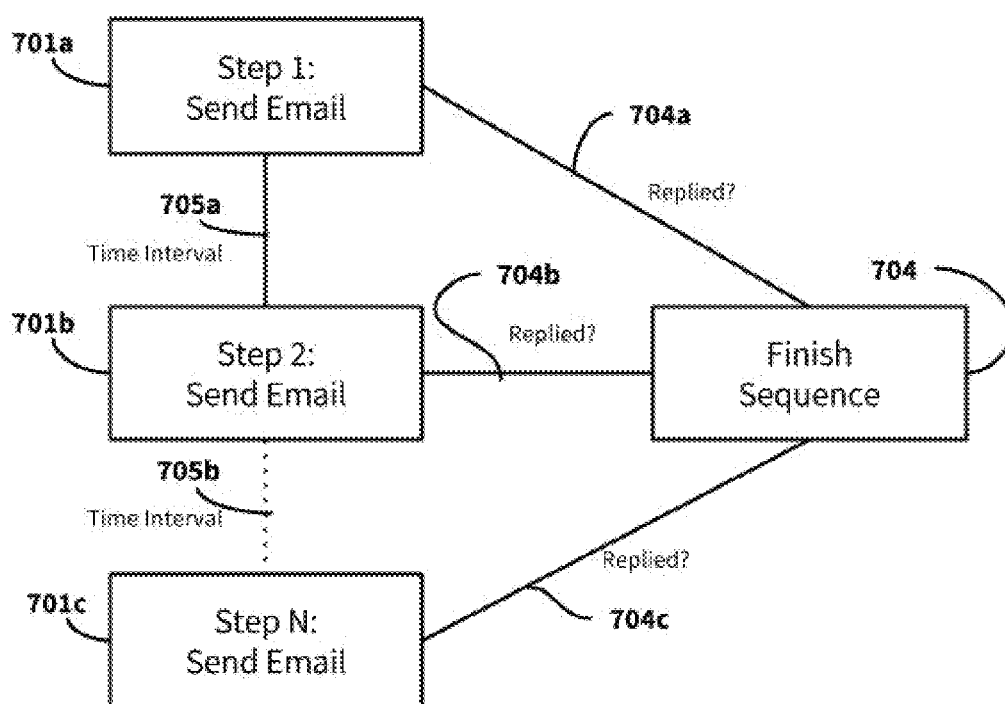 701a
Step 1:
Send Email
704a
Replied?
705a
Time Interval
704b
704
701b
Replied?
Step 2:
Send Email
Finish
Sequence
705b
Time Interval
Replied?
701c
Step N:
Send Email
704c